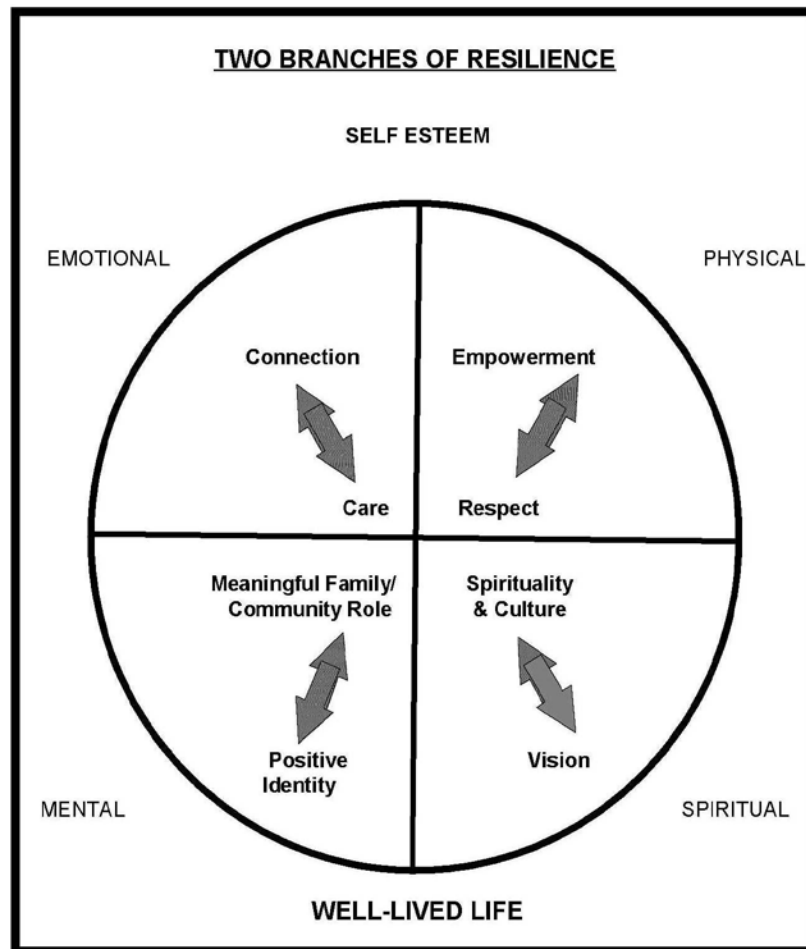 TWO BRANCHES OF RESILIENCE
SELF ESTEEM
EMOTIONAL
PHYSICAL
Connection
Empowerment
Care
Respect
Meaningful Family/
Community Role
Spirituality
& Culture
Positive
Identity
Vision
MENTAL
SPIRITUAL
WELL-LIVED LIFE